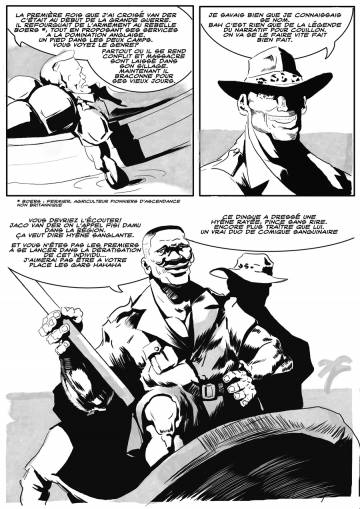 LA PREMIÈRE FOIS QUE J'AI CROISÉ VAN DER
C'ÉTAIT AU DÉBUT DE LA GRANDE GUERRE.
IL REFOURGUAIT DE L'ARMEMENT AU REBELLE
BOERS *, TOUT EN PROPOSANT SES SERVICES
A LA DOMINATION ANGLAISE.
UN PIED DANS LES DEUX CAMPS.
VOUS VOYEZ LE GENRE?
PARTOUT OU IL SE REND
CONFLIT ET MASSACRE
SONT LAISSÉ DANS
SON SILLAGE.
MAINTENANT IL
BRACONNE POUR
SES VIEUX JOURS.
JE SAVAIS BIEN QUE JE CONNAISSAIS
SE NOM.
BAH C'EST RIEN QUE DE LA LÉGENDE
DU NARRATIF POUR COUILLON.
ON VA SE LE FAIRE VITE FAIT
BIEN FAIT.
* BOERS : FERMIER, AGRICULTEUR PIONNIERS D'ASCENDANCE
NON BRITANNIQUE
VOUS DEVRIEZ L'ÉCOUTER!
JACO VAN DER ON L'APPEL FISI DAMU
DANS LA RÉGION.
ÇA VEUT DIRE HYÈNE SANGLANTE.
ET VOUS N'ÊTES PAS LES PREMIERS
À SE LANCER DANS LA DÉRATISATION
DE CET INDIVIDU...
J'AIMERAI PAS ÊTRE A VOTRE
PLACE LES GARS HAHAHA
CE DINGUE A DRESSÉ UNE
HYÈNE RAYÉE, PINCE SANS RIRE.
ENCORE PLUS TRAÎTRE QUE LUI.
UN VRAI DUO DE COMIQUE SANGUINAIRE